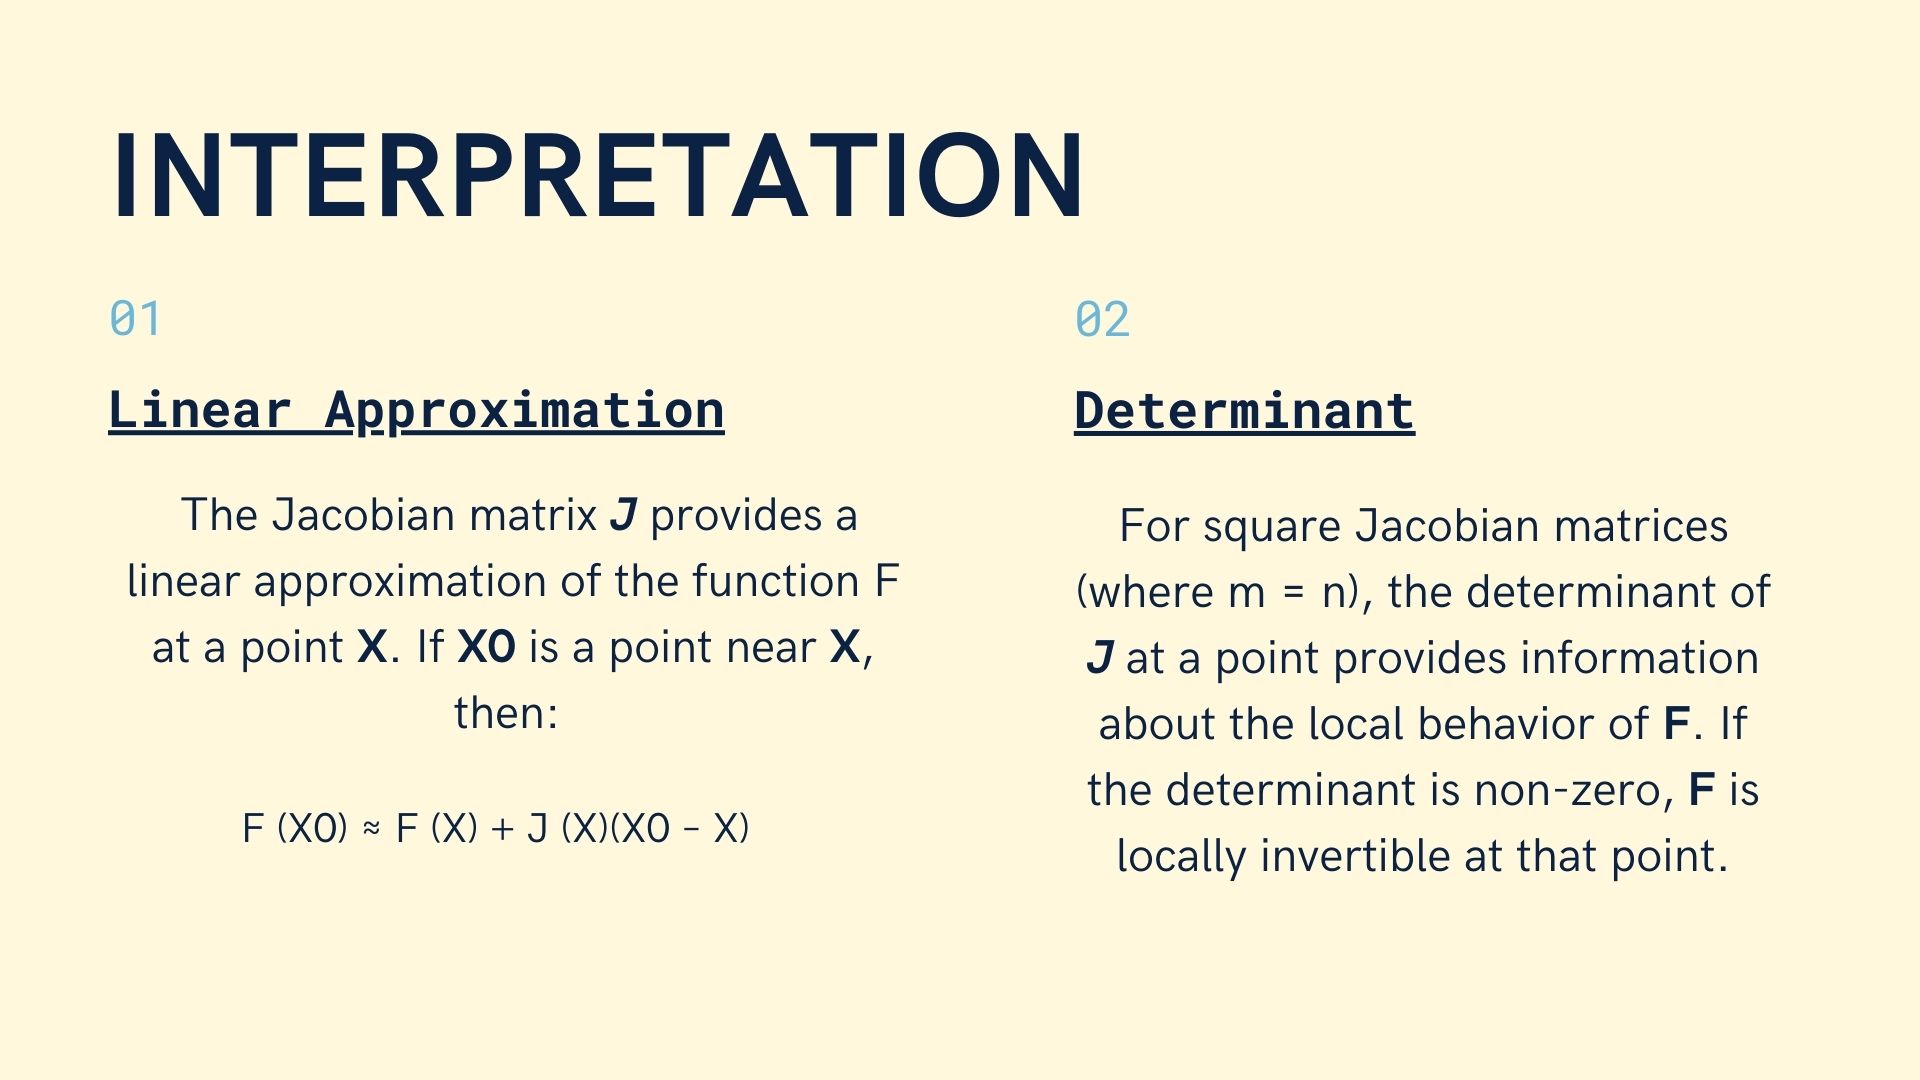 INTERPRETATION
01
Linear Approximation
The Jacobian matrix J provides a
linear approximation of the function F
at a point X. If X0 is a point near X,
then:
F (X0) ≈ F (X) + J (X)(X0 – X)
02
Determinant
For square Jacobian matrices
(where m = n), the determinant of
J at a point provides information
about the local behavior of F. If
the determinant is non-zero, F is
locally invertible at that point.